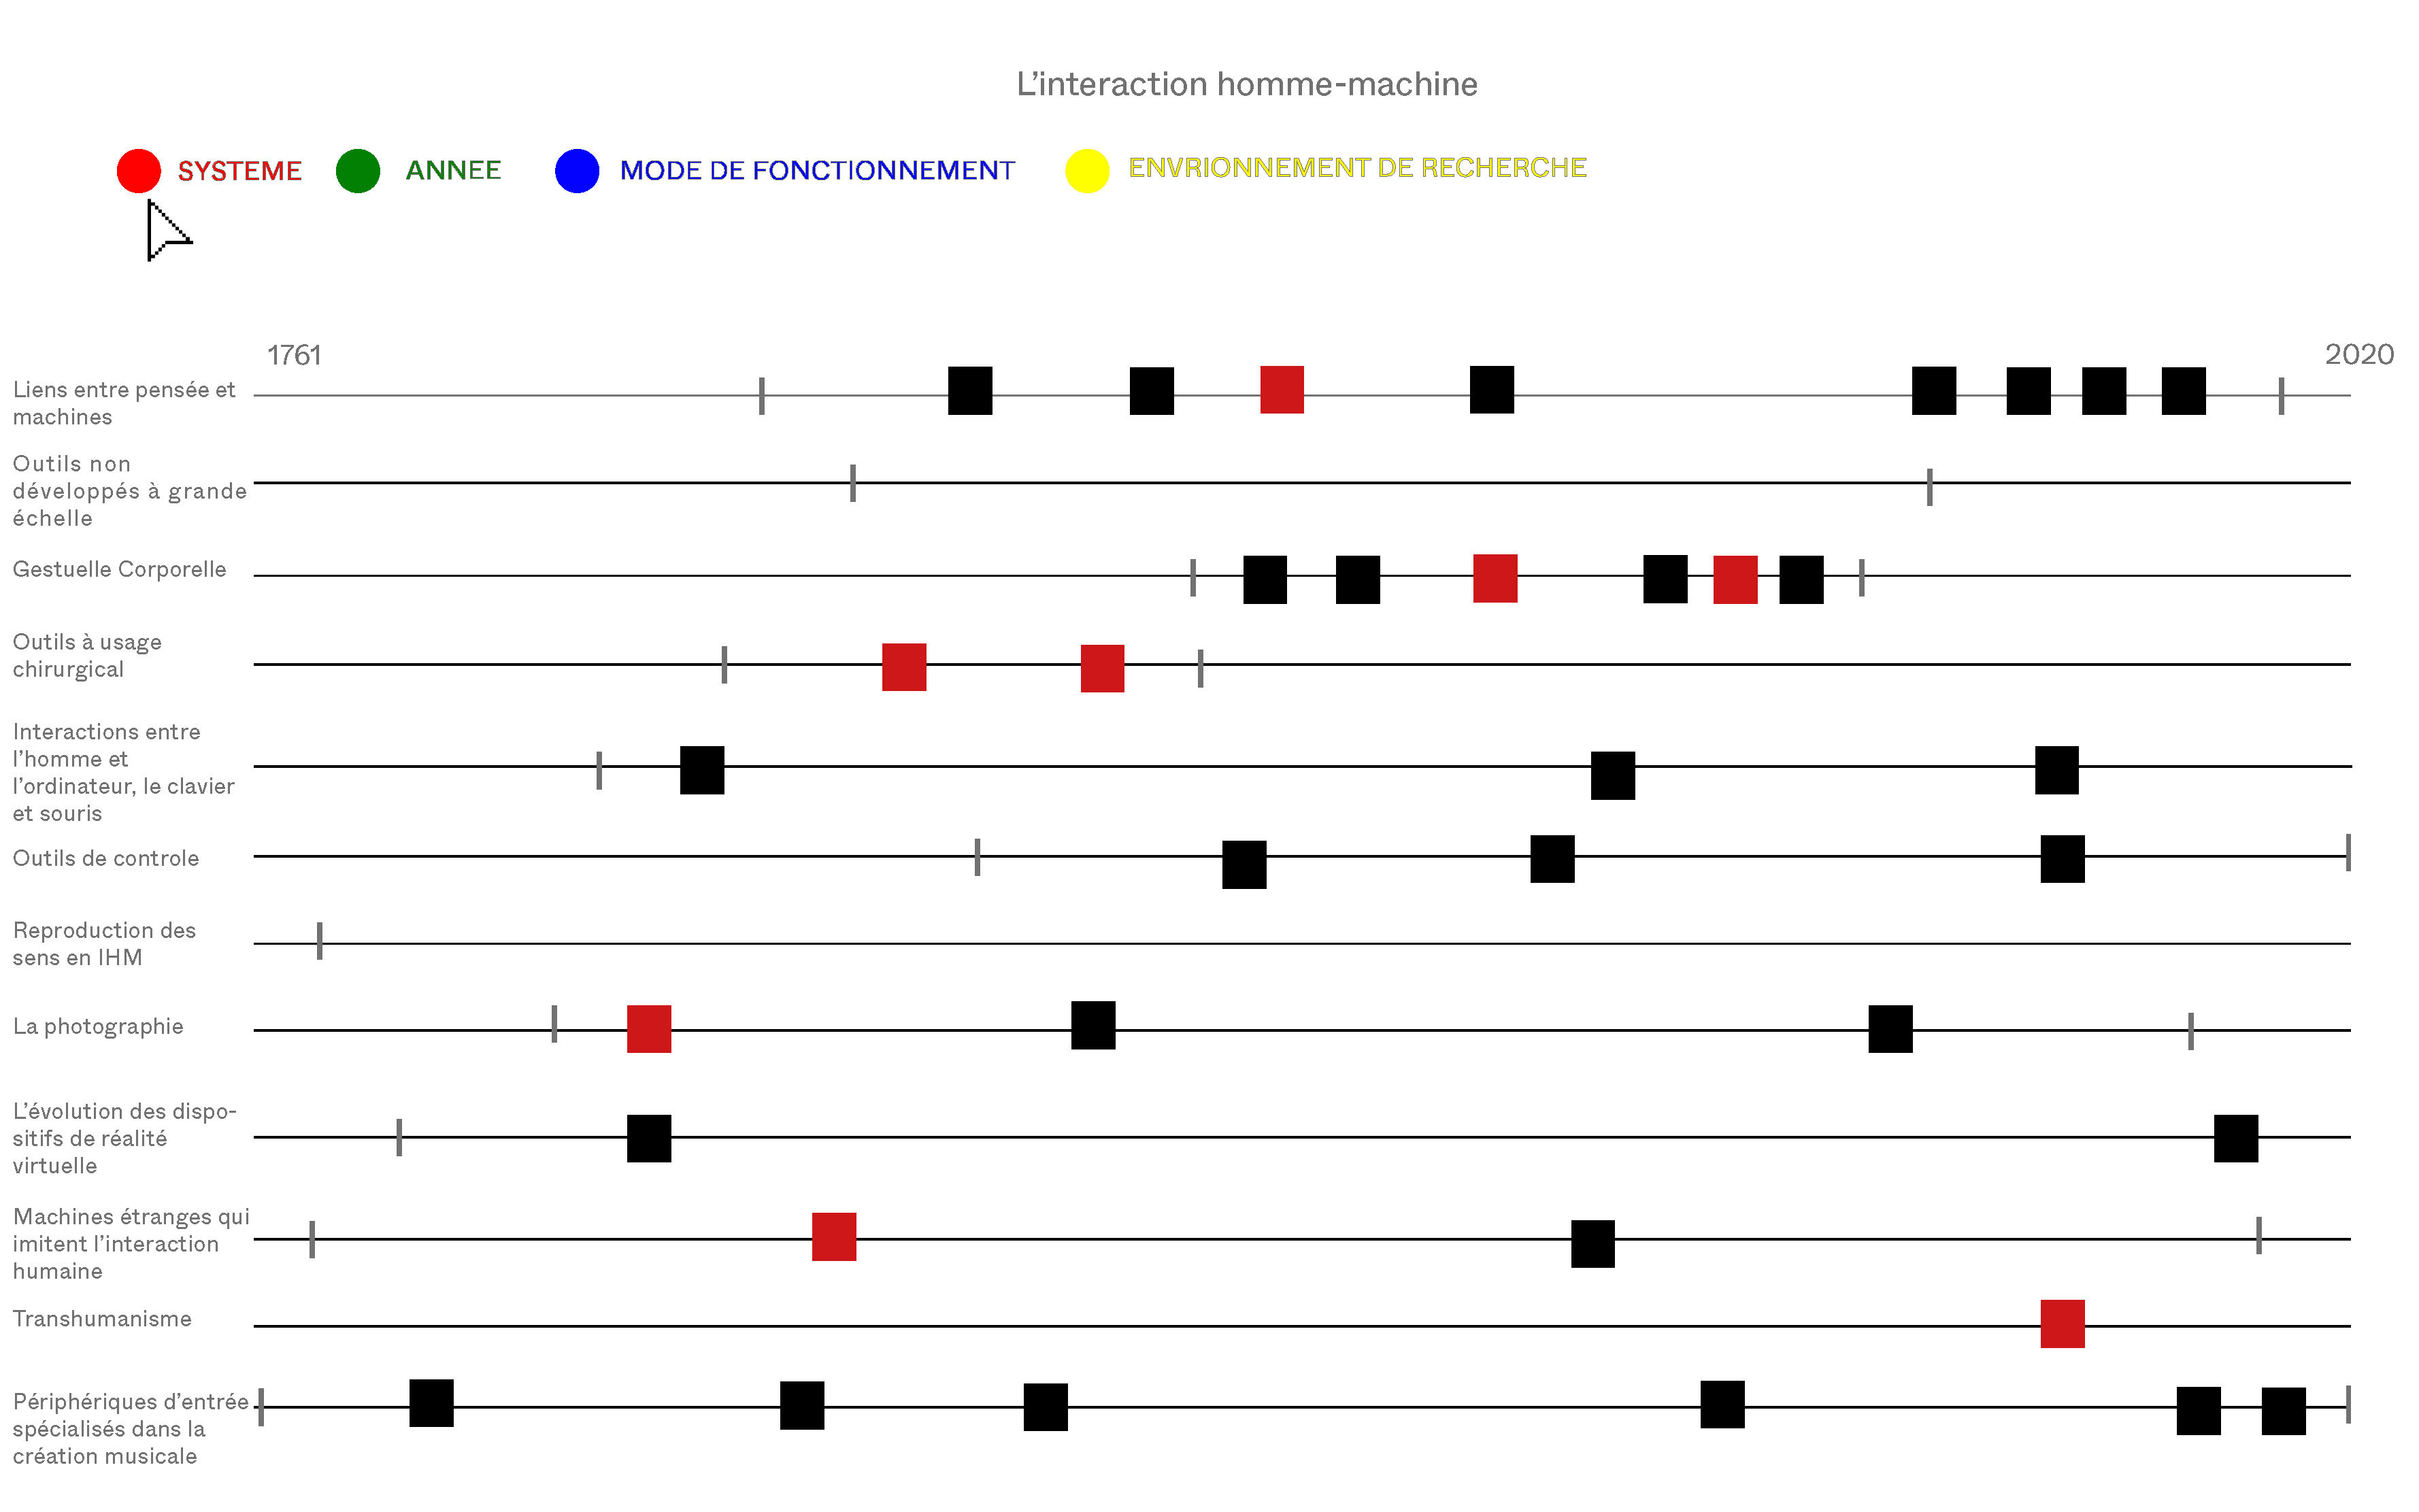 L'interaction homme-machine
SYSTEME
ANNEE
MODE DE FONCTIONNEMENT
ENVRIONNEMENT DE RECHERCHE
1761
2020
Liens entre pensée et
machines
Outils non
développés à grande
échelle
Gestuelle Corporelle
Outils à usage
chirurgical
Interactions entre
l'homme et
l'ordinateur, le clavier
et souris
Outils de controle
Reproduction des
sens en IHM
La photographie
L'évolution des dispo-
sitifs de réalité
virtuelle
Machines étranges qui
imitent l'interaction
humaine
Transhumanisme
Périphériques d'entrée
spécialisés dans la
création musicale